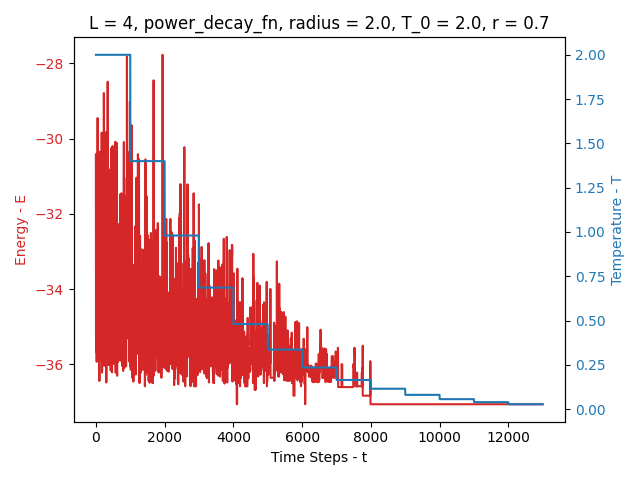 L = 4, power_decay_fn, radius = 2.0, T_0 = 2.0, r = 0.7
Energy - E
−28
−30
−32
−34
−36
2.00
1.75
1.50
1.25
1.00
0.75
0.50
0.25
0.00
Temperature - T
0 2000 4000 6000 8000 10000 12000
Time Steps - t